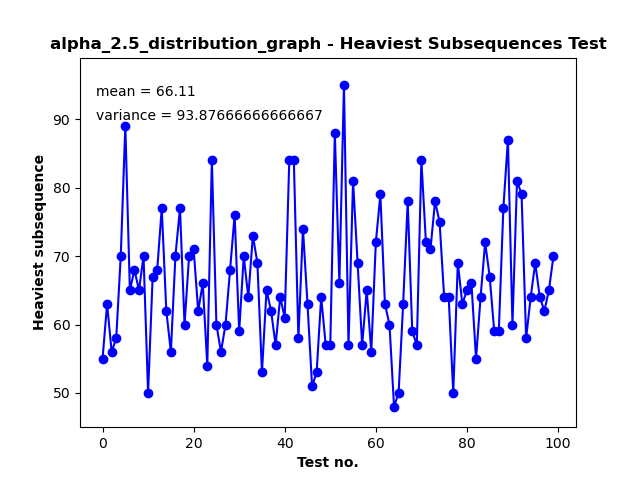 alpha_2.5_distribution_graph - Heaviest Subsequences Test
mean = 66.11
variance = 93.87666666666667
90
80
70
60
50
Heaviest subsequence
0 20 40 60 80 100
Test no.